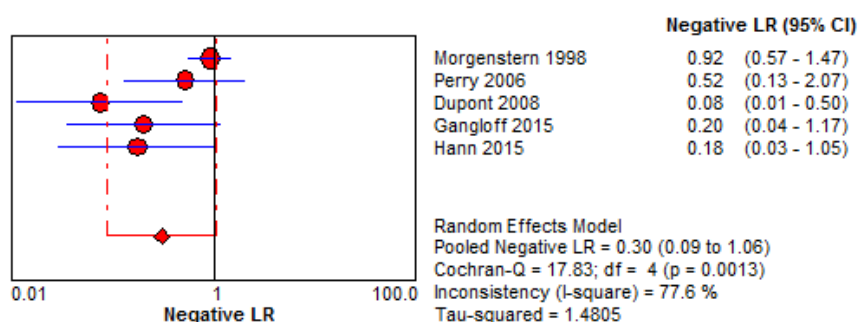 Negative LR (95% CI)
Morgenstern 1998 0.92 (0.57 - 1.47)
Perry 2006 0.52 (0.13 - 2.07)
Dupont 2008 0.08 (0.01 - 0.50)
Gangloff 2015 0.20 (0.04 - 1.17)
Hann 2015 0.18 (0.03 - 1.05)
Random Effects Model
Pooled Negative LR = 0.30 (0.09 to 1.06)
Cochran-Q = 17.83; df = 4 (p = 0.0013)
0.01 1 100.0 Inconsistency (I-square) = 77.6 %
Negative LR Tau-squared = 1.4805